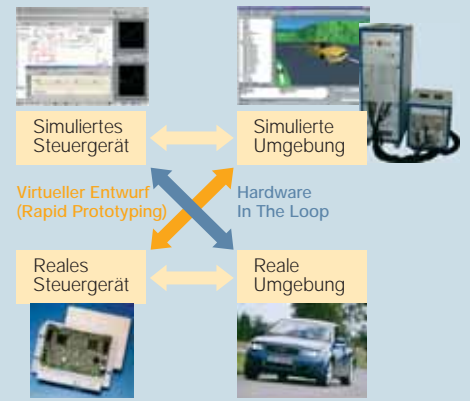 Simuliertes
Steuergerät
Simulierte
Umgebung
Virtueller Entwurf
(Rapid Prototyping)
Hardware
In The Loop
Reales
Steuergerät
Reale
Umgebung